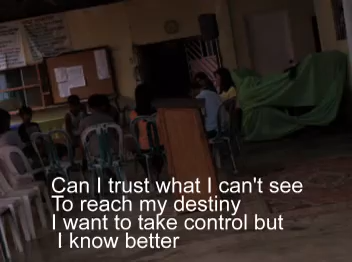 Can I trust what I can't see
To reach my destiny
I want to take control but
I know better